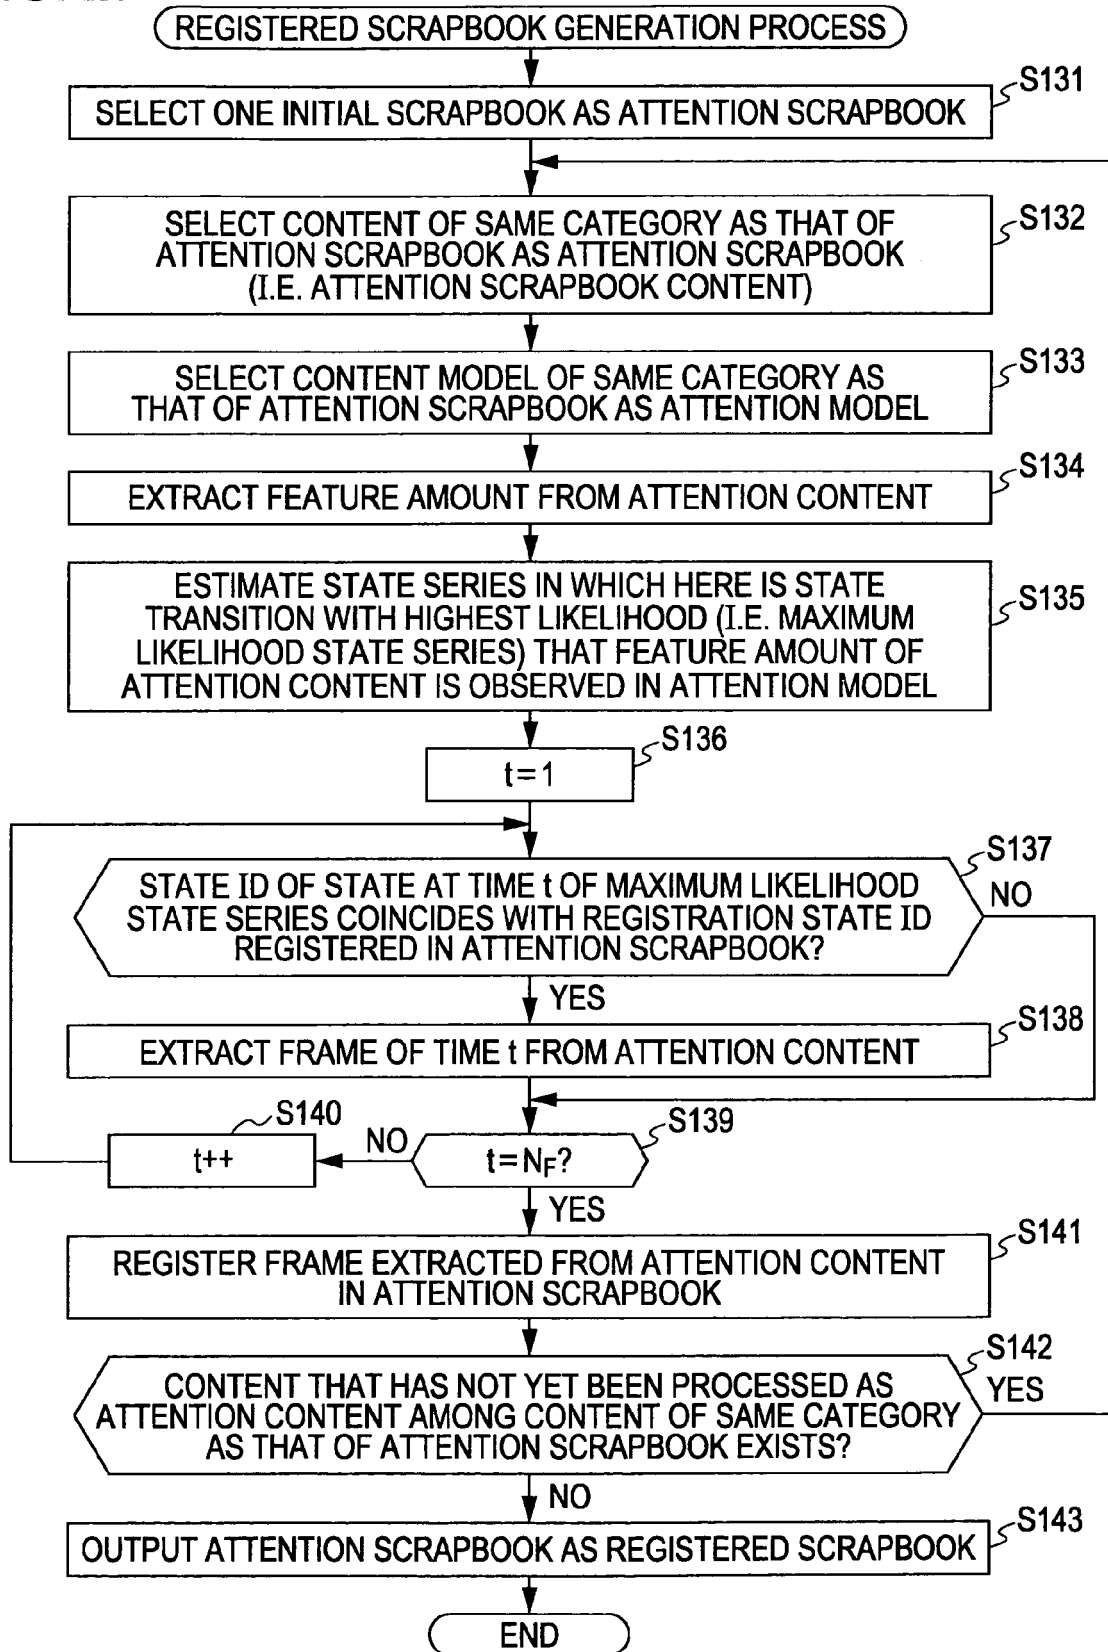 REGISTERED SCRAPBOOK GENERATION PROCESS
S131
SELECT ONE INITIAL SCRAPBOOK AS ATTENTION SCRAPBOOK
S132
SELECT CONTENT OF SAME CATEGORY AS THAT OF
ATTENTION SCRAPBOOK AS ATTENTION SCRAPBOOK
(I.E. ATTENTION SCRAPBOOK CONTENT)
S133
SELECT CONTENT MODEL OF SAME CATEGORY AS
THAT OF ATTENTION SCRAPBOOK AS ATTENTION MODEL
S134
EXTRACT FEATURE AMOUNT FROM ATTENTION CONTENT
S135
ESTIMATE STATE SERIES IN WHICH HERE IS STATE
TRANSITION WITH HIGHEST LIKELIHOOD (I.E. MAXIMUM
LIKELIHOOD STATE SERIES) THAT FEATURE AMOUNT OF
ATTENTION CONTENT IS OBSERVED IN ATTENTION MODEL
S136
t=1
S137
STATE ID OF STATE AT TIME t OF MAXIMUM LIKELIHOOD
STATE SERIES COINCIDES WITH REGISTRATION STATE ID
REGISTERED IN ATTENTION SCRAPBOOK?
NO
YES
S138
EXTRACT FRAME OF TIME t FROM ATTENTION CONTENT
S140
t++
NO
S139
t=NF?
YES
S141
REGISTER FRAME EXTRACTED FROM ATTENTION CONTENT
IN ATTENTION SCRAPBOOK
S142
CONTENT THAT HAS NOT YET BEEN PROCESSED AS
ATTENTION CONTENT AMONG CONTENT OF SAME CATEGORY
AS THAT OF ATTENTION SCRAPBOOK EXISTS?
YES
NO
S143
OUTPUT ATTENTION SCRAPBOOK AS REGISTERED SCRAPBOOK
END